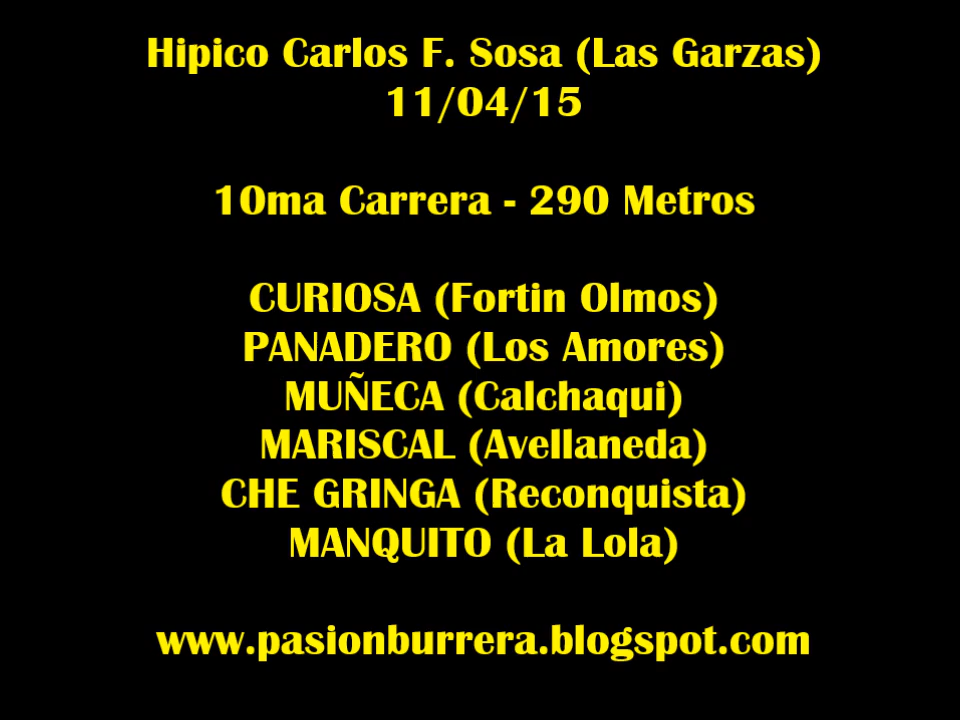 Hipico Carlos F. Sosa (Las Garzas)
11/04/15
10ma Carrera - 290 Metros
CURIOSA (Fortin Olmos)
PANADERO (Los Amores)
MUÑECA (Calchaqui)
MARISCAL (Avellaneda)
CHE GRINGA (Reconquista)
MANQUITO (La Lola)
www.pasionburrera.blogspot.com